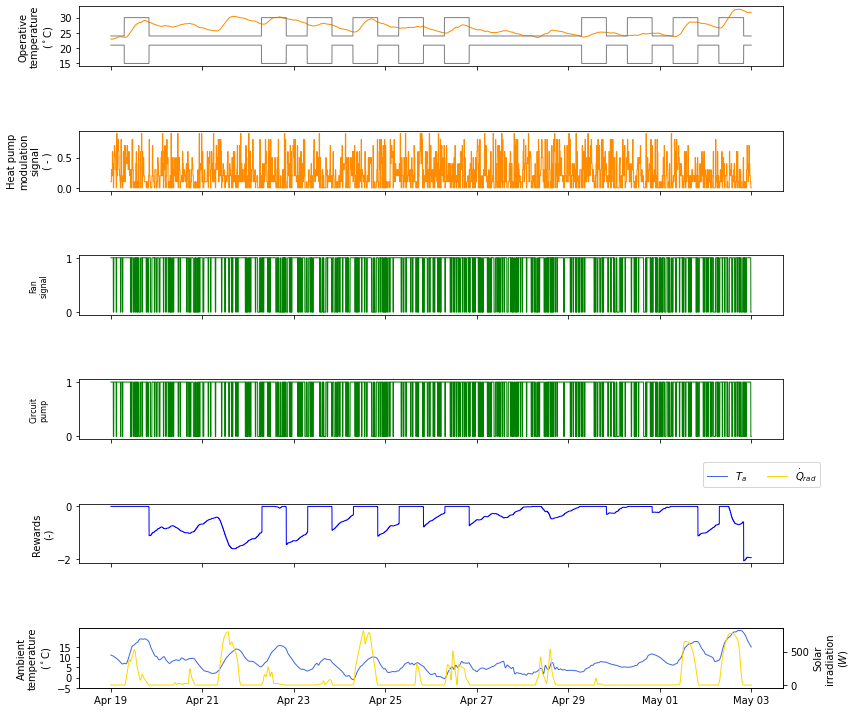 Operative
temperature
(°C)
30
25
20
15
Heat pump
modulation
signal
( - )
0.5
0.0
Fan
signal
1
0
Circuit
pump
1
0
T_a
Q̇_rad
Rewards
(-)
0
−2
Ambient
temperature
(°C)
15
10
5
0
−5
500
0
Solar
irradiation
(W)
Apr 19 Apr 21 Apr 23 Apr 25 Apr 27 Apr 29 May 01 May 03